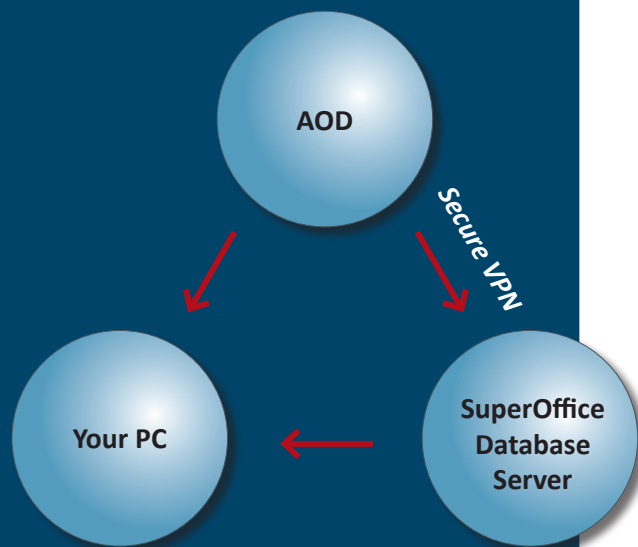 AOD
Secure VPN
Your PC
SuperOffice
Database
Server